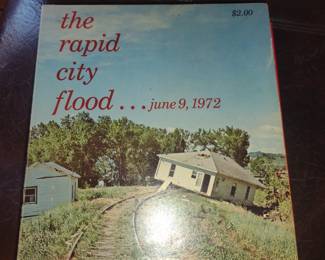 $2.00
the
rapid
city
flood ... june 9, 1972